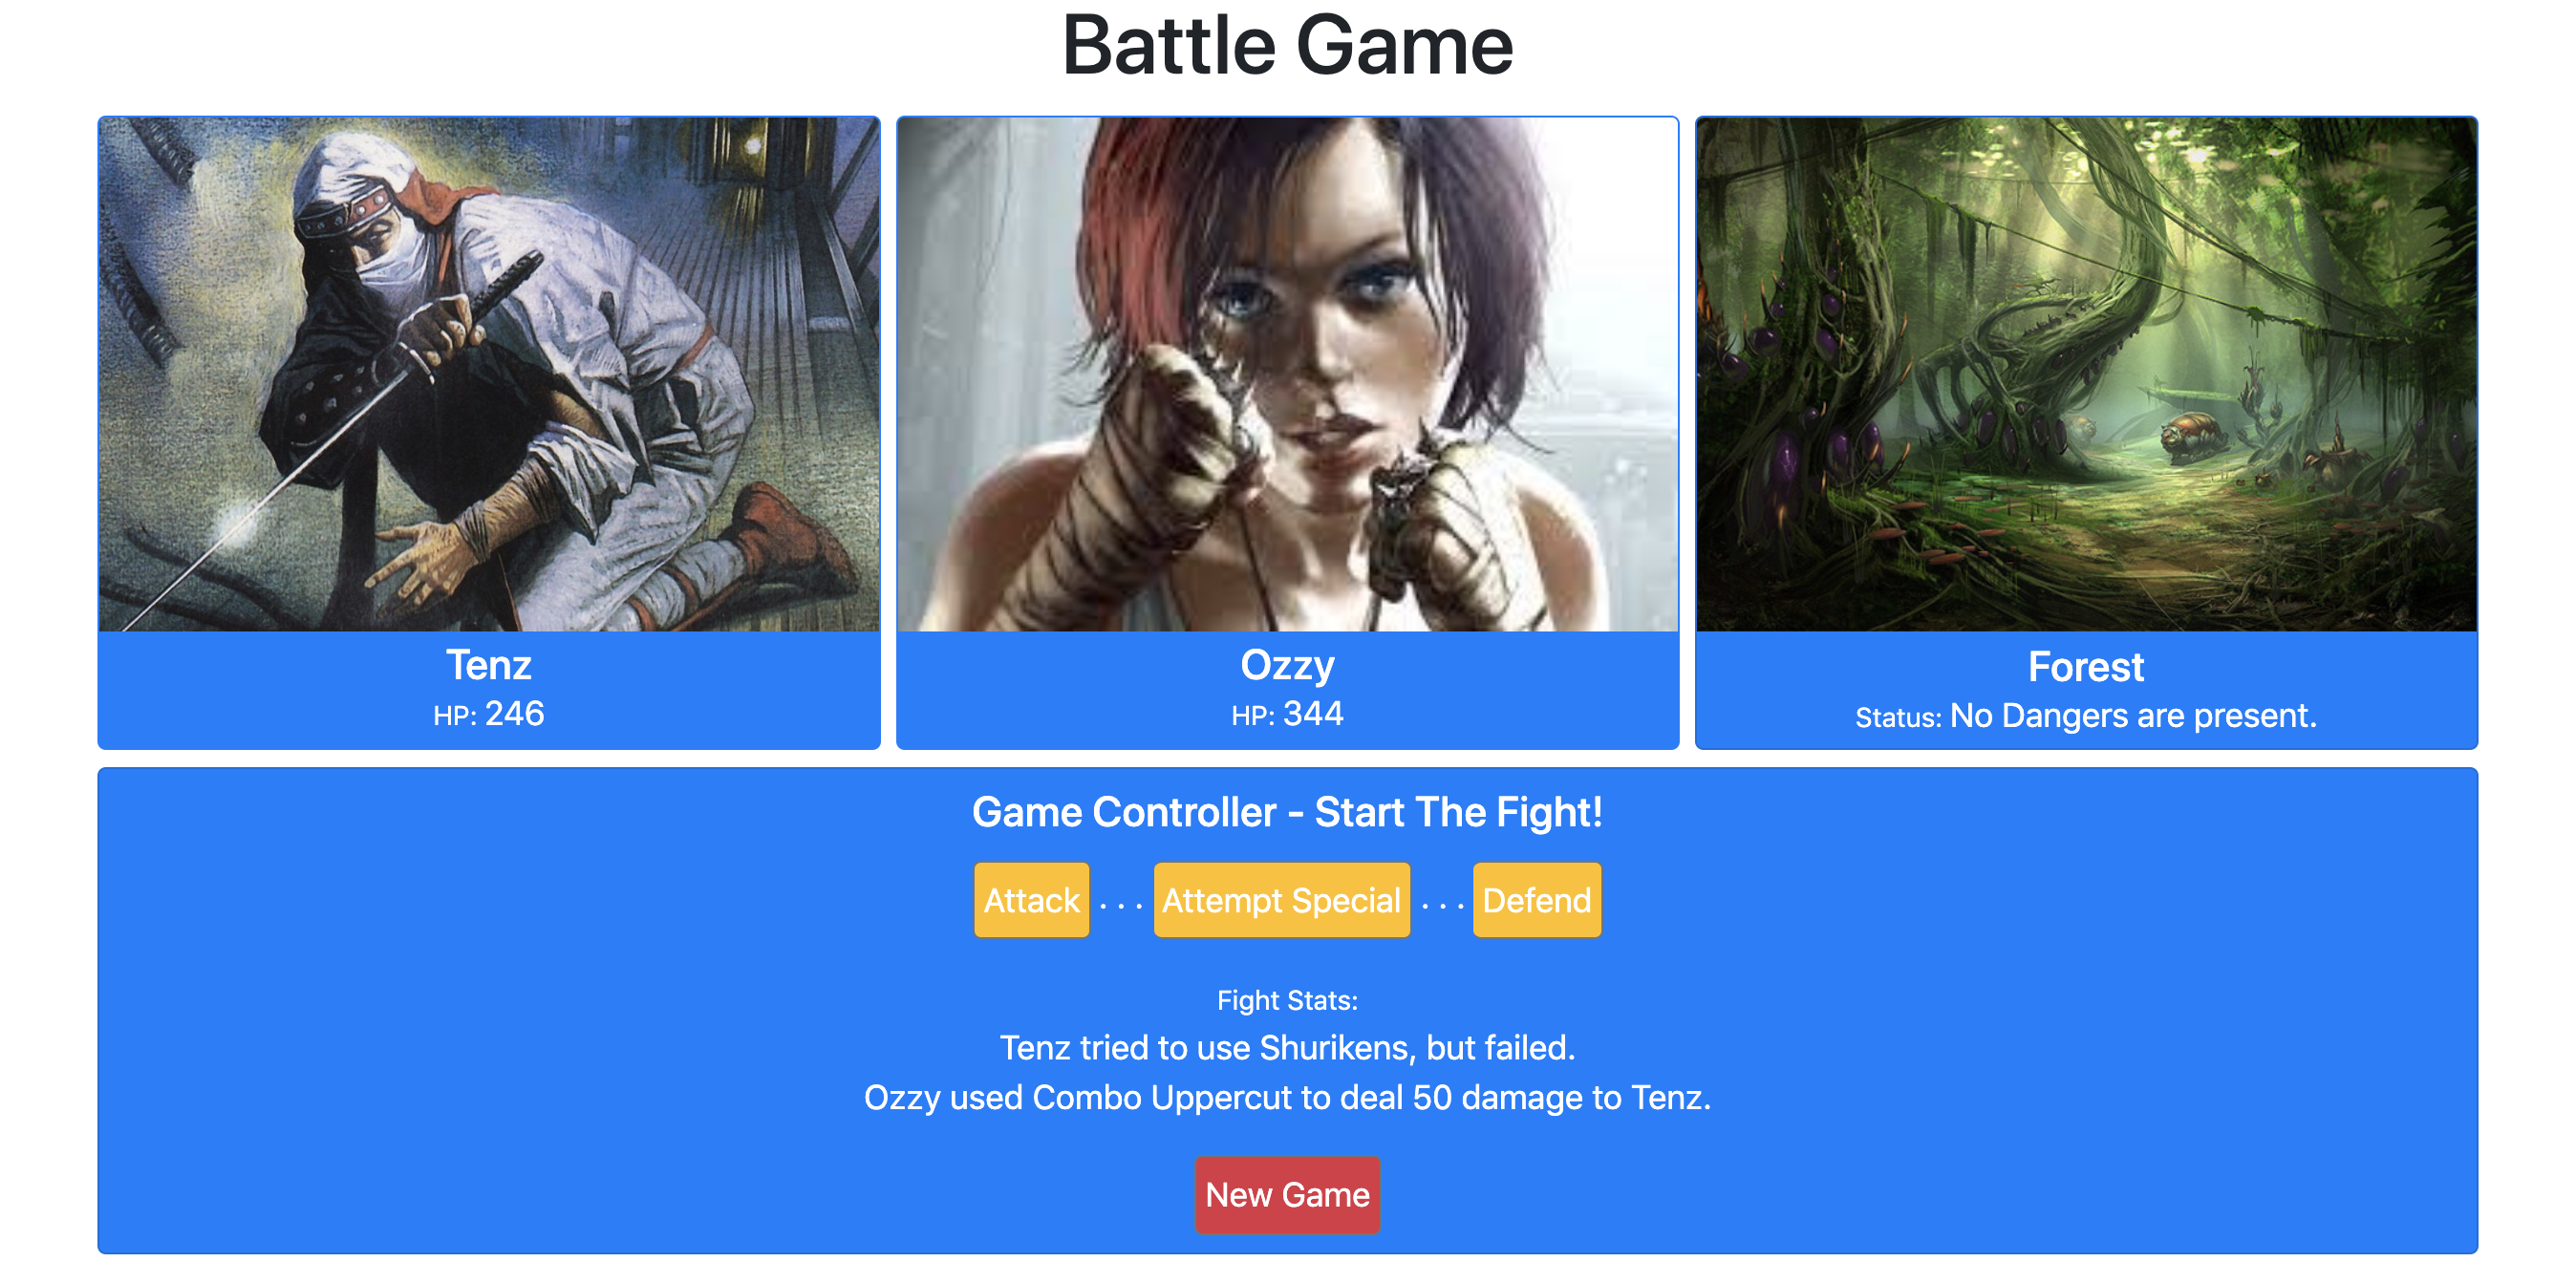 Battle Game
Tenz
HP: 246
Ozzy
HP: 344
Forest
Status: No Dangers are present.
Game Controller - Start The Fight!
Attack . . . Attempt Special . . . Defend
Fight Stats:
Tenz tried to use Shurikens, but failed.
Ozzy used Combo Uppercut to deal 50 damage to Tenz.
New Game